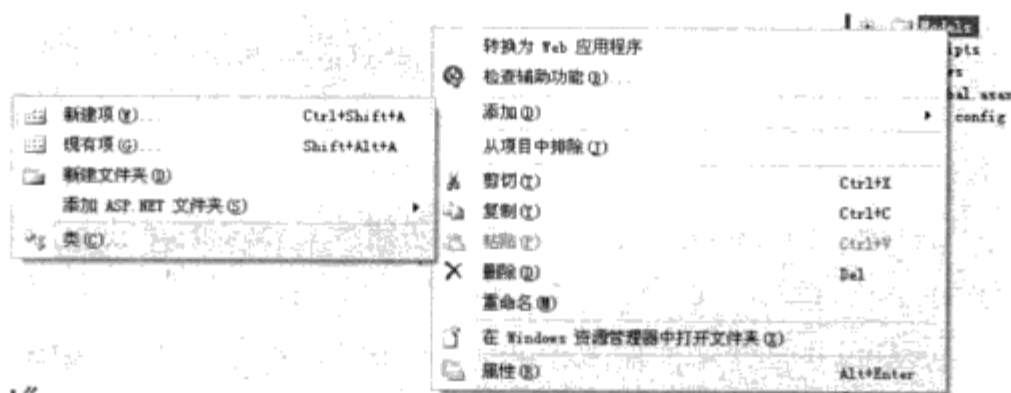 新建项(W)... Ctrl+Shift+A
现有项(G)... Shift+Alt+A
新建文件夹(D)
添加 ASP.NET 文件夹(S)
类(C)...
转换为 Web 应用程序
检查辅助功能(B)...
添加(D)
从项目中排除(J)
剪切(T) Ctrl+X
复制(Y) Ctrl+C
粘贴(P) Ctrl+V
删除(D) Del
重命名(M)
在 Windows 资源管理器中打开文件夹(X)
属性(R) Alt+Enter
ipts
bal.asax
config